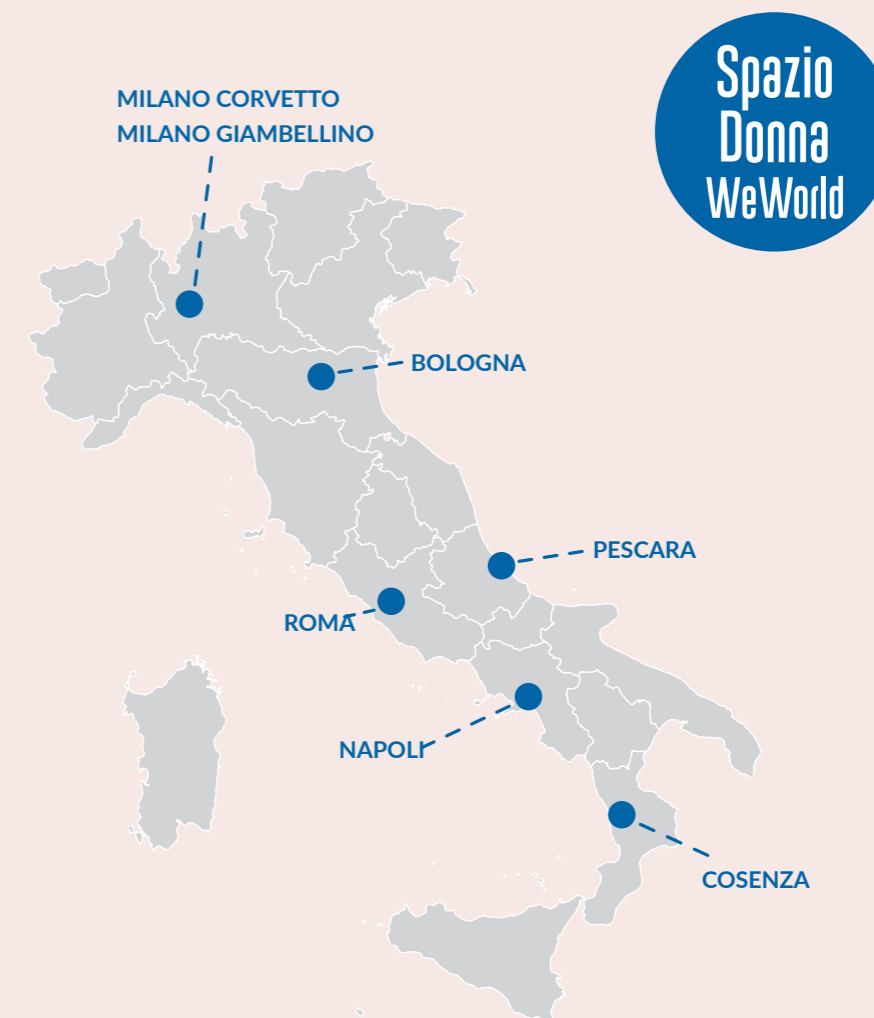 Spazio
Donna
WeWorld
MILANO CORVETTO
MILANO GIAMBELLINO
BOLOGNA
PESCARA
ROMA
NAPOLI
COSENZA